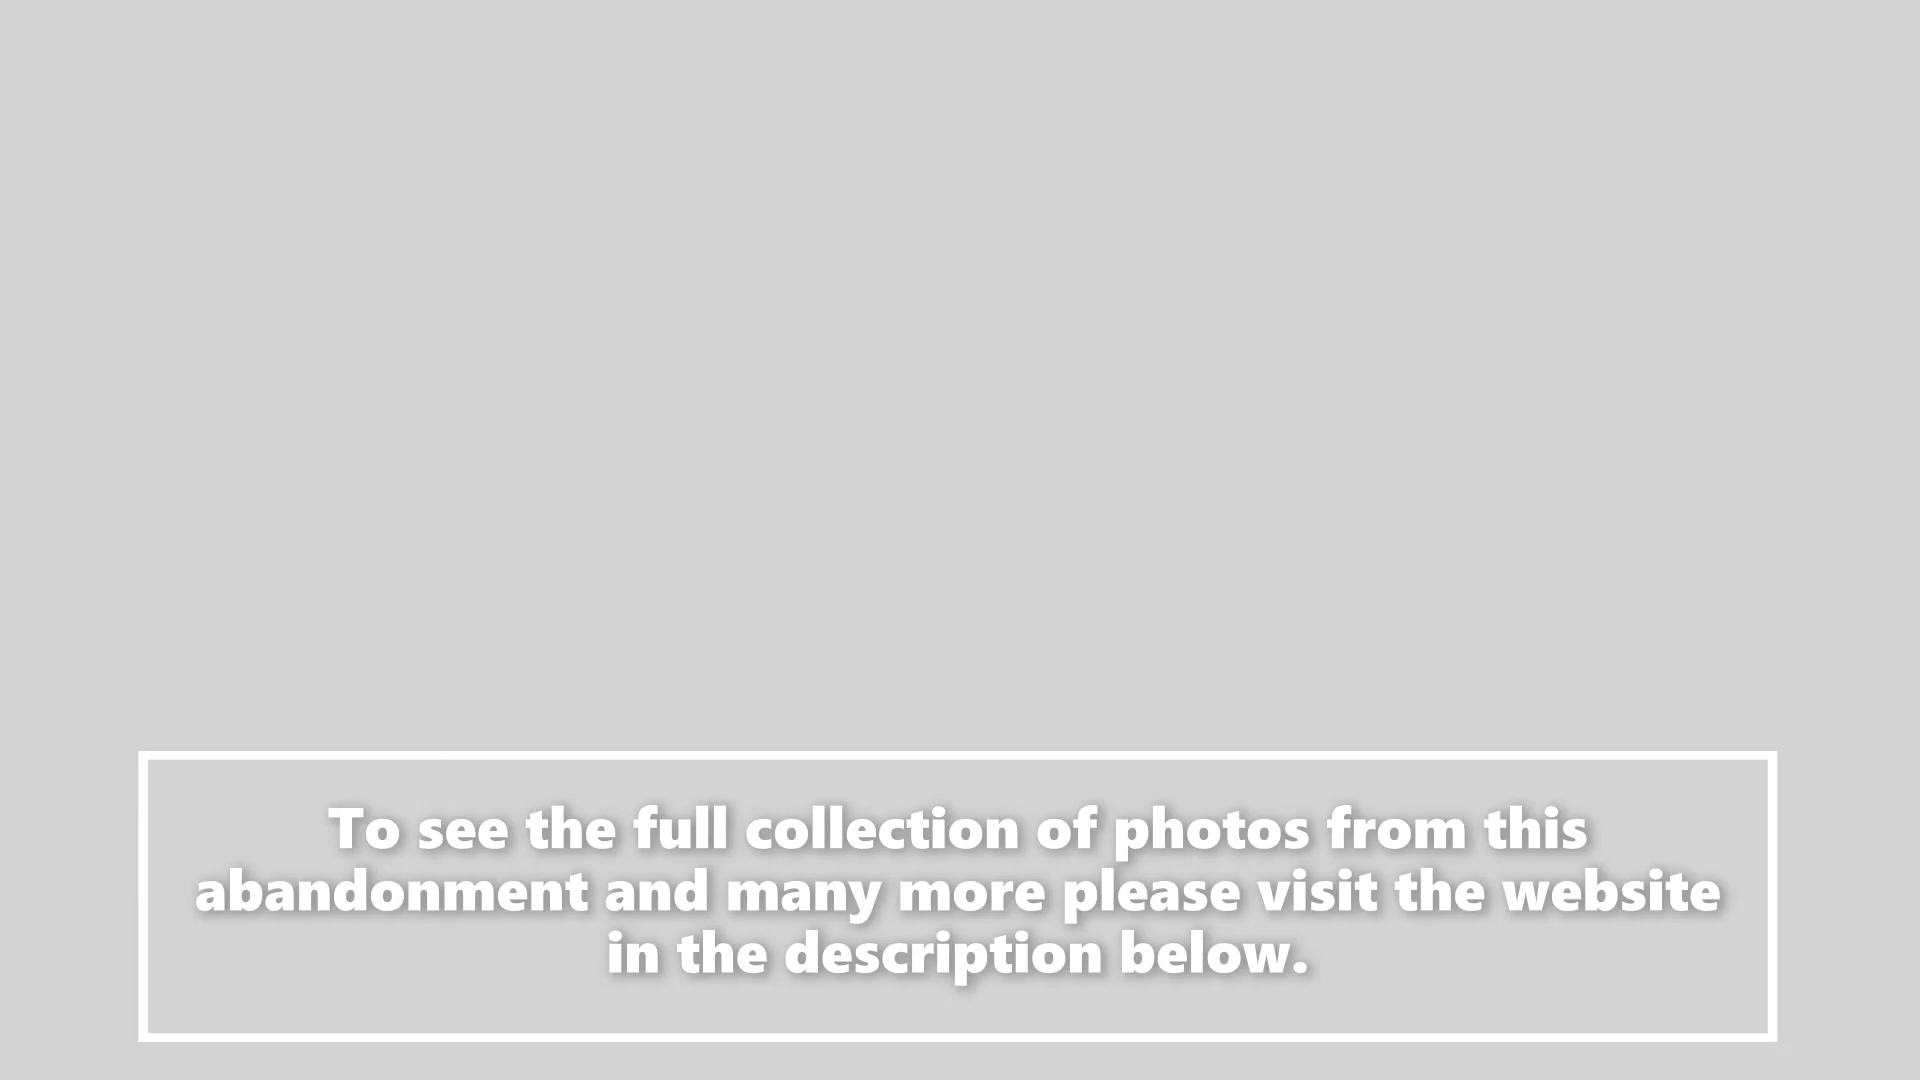 To see the full collection of photos from this
abandonment and many more please visit the website
in the description below.